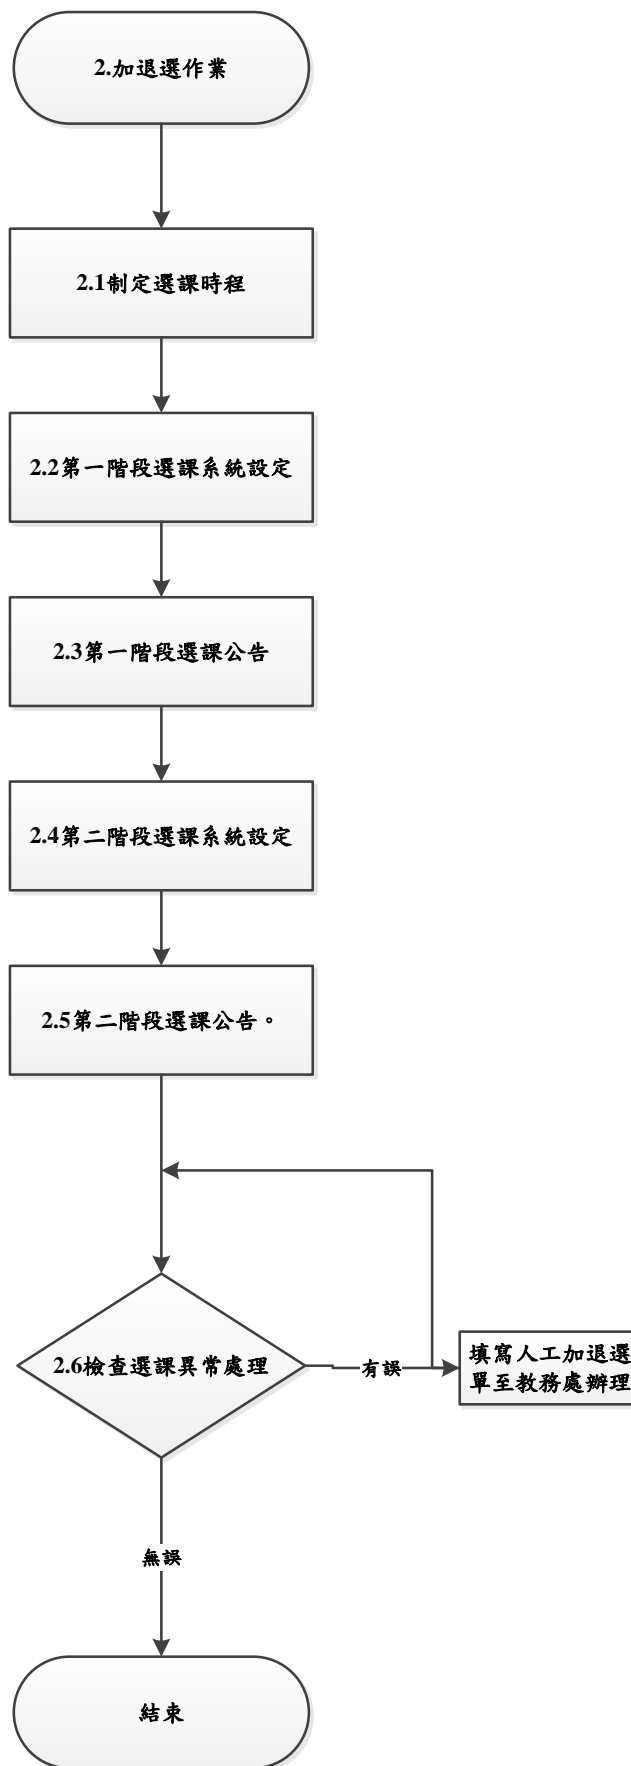 2.加退選作業
2.1制定選課時程
2.2第一階段選課系統設定
2.3第一階段選課公告
2.4第二階段選課系統設定
2.5第二階段選課公告。
2.6檢查選課異常處理
有誤
填寫人工加退選
單至教務處辦理
無誤
結束